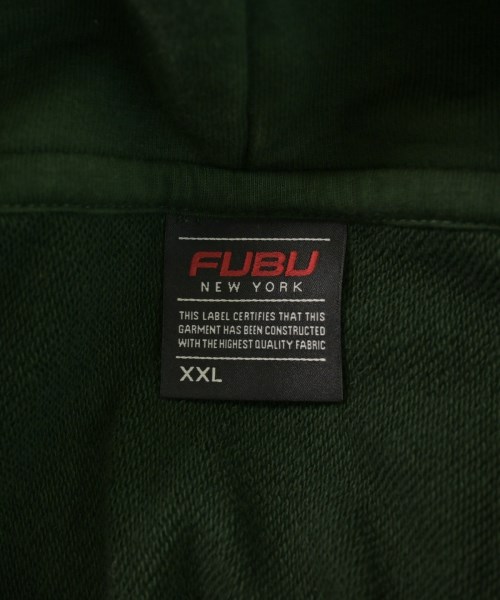 FUBU
NEW YORK
THIS LABEL CERTIFIES THAT THIS
GARMENT HAS BEEN CONSTRUCTED
WITH THE HIGHEST QUALITY FABRIC
XXL